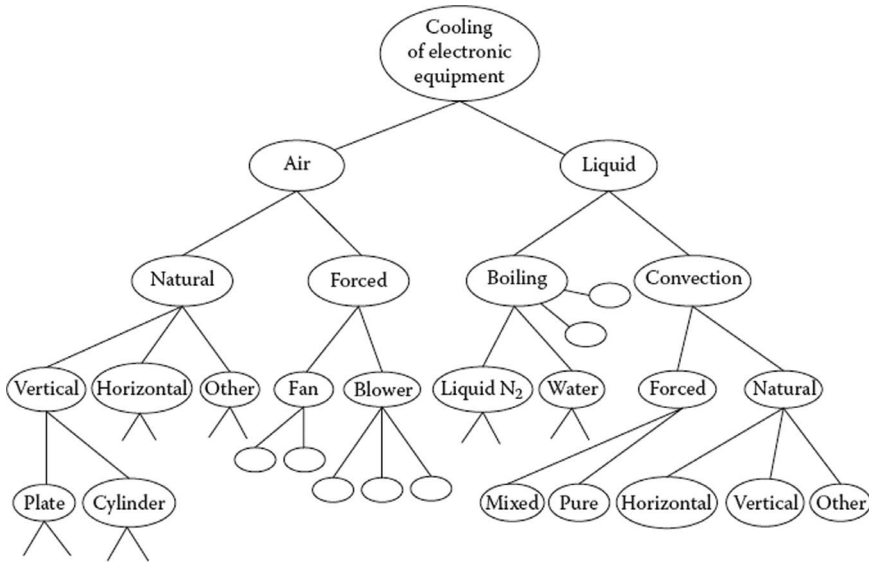 Cooling
of electronic
equipment
Air
Liquid
Natural
Forced
Boiling
Convection
Vertical
Horizontal
Other
Fan
Blower
Liquid N₂
Water
Forced
Natural
Plate
Cylinder
Mixed
Pure
Horizontal
Vertical
Other